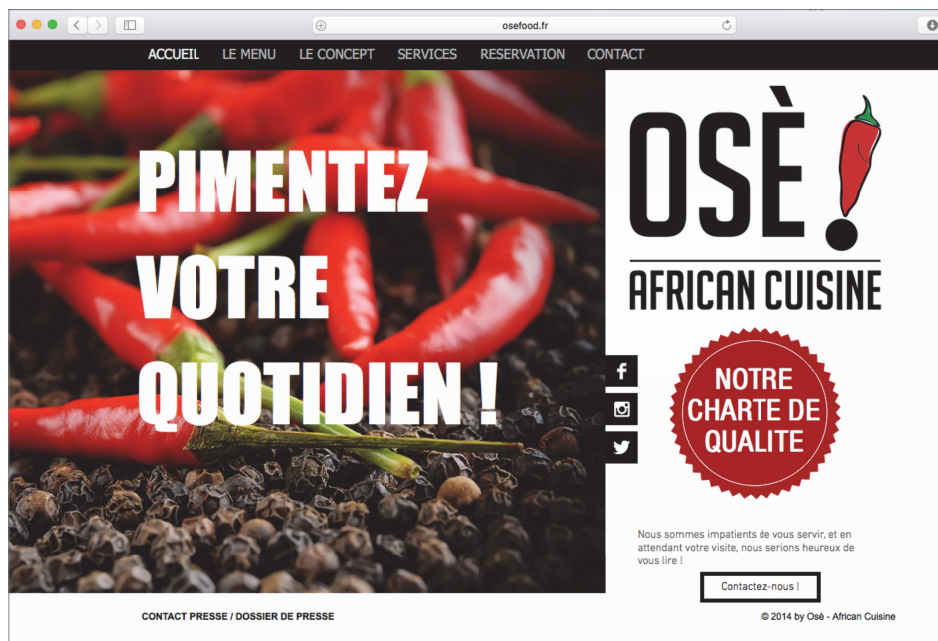 osefood.fr
ACCUEIL LE MENU LE CONCEPT SERVICES RESERVATION CONTACT
PIMENTEZ
VOTRE
QUOTIDIEN !
OSÈ!
AFRICAN CUISINE
NOTRE
CHARTE DE
QUALITE
Nous sommes impatients de vous servir, et en
attendant votre visite, nous serions heureux de
vous lire !
Contactez-nous !
CONTACT PRESSE / DOSSIER DE PRESSE
© 2014 by Osè - African Cuisine